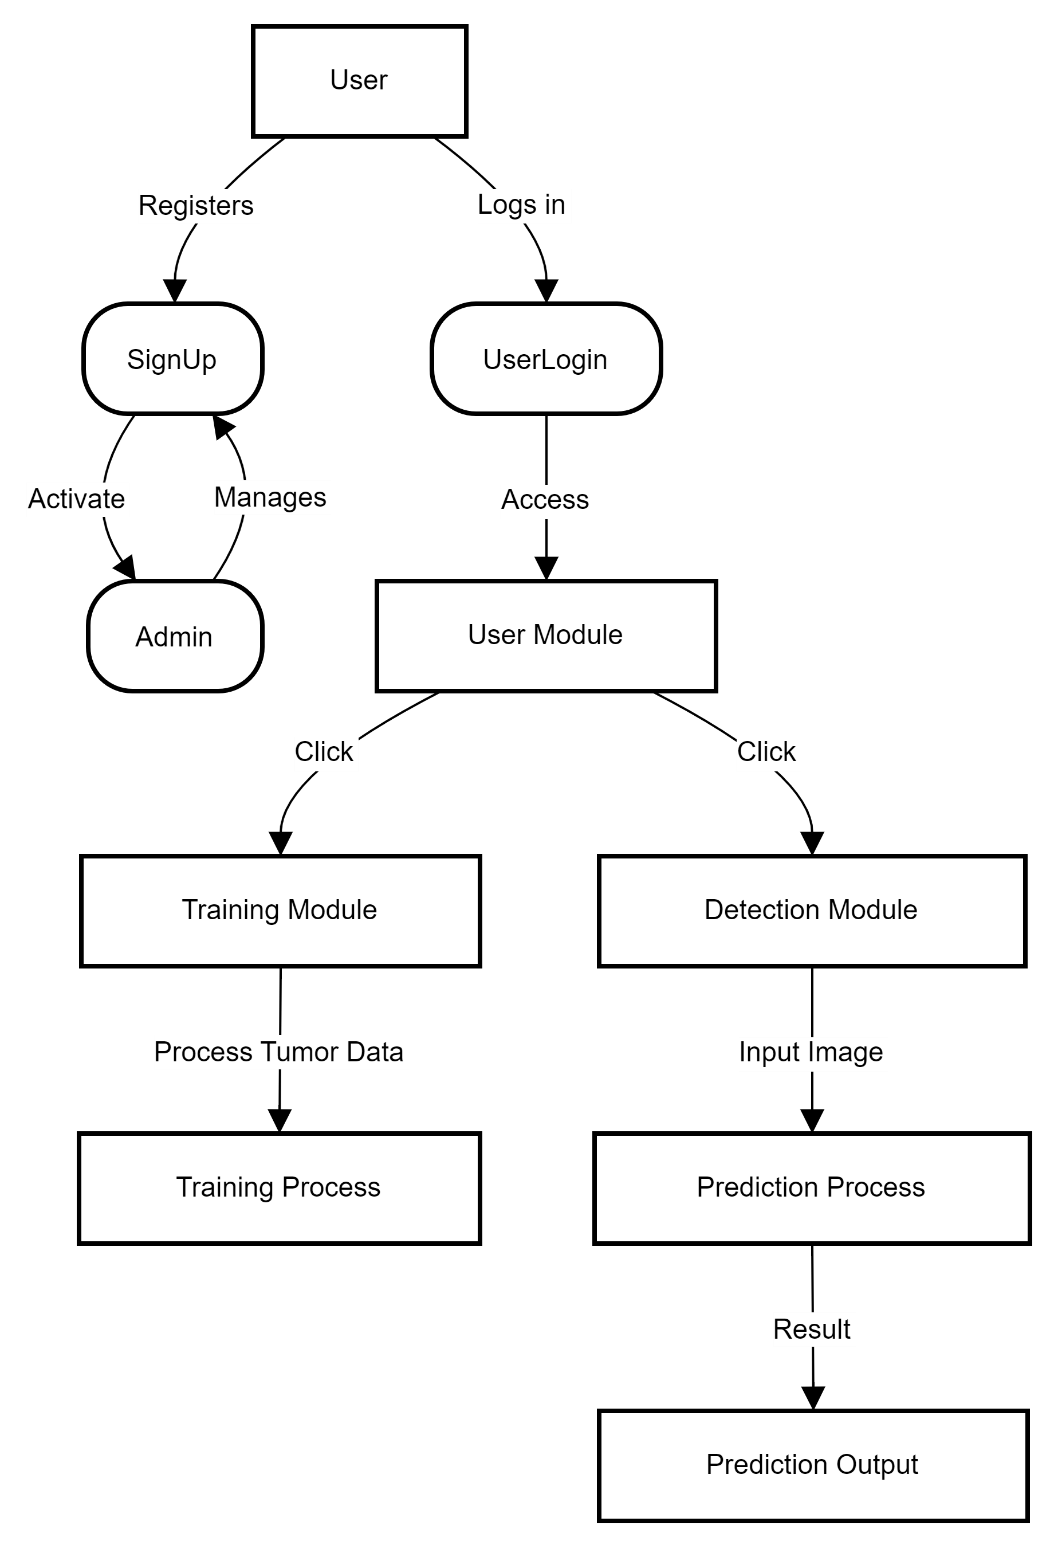 User
Registers
Logs in
SignUp
UserLogin
Activate
Manages
Access
Admin
User Module
Click
Click
Training Module
Detection Module
Process Tumor Data
Input Image
Training Process
Prediction Process
Result
Prediction Output